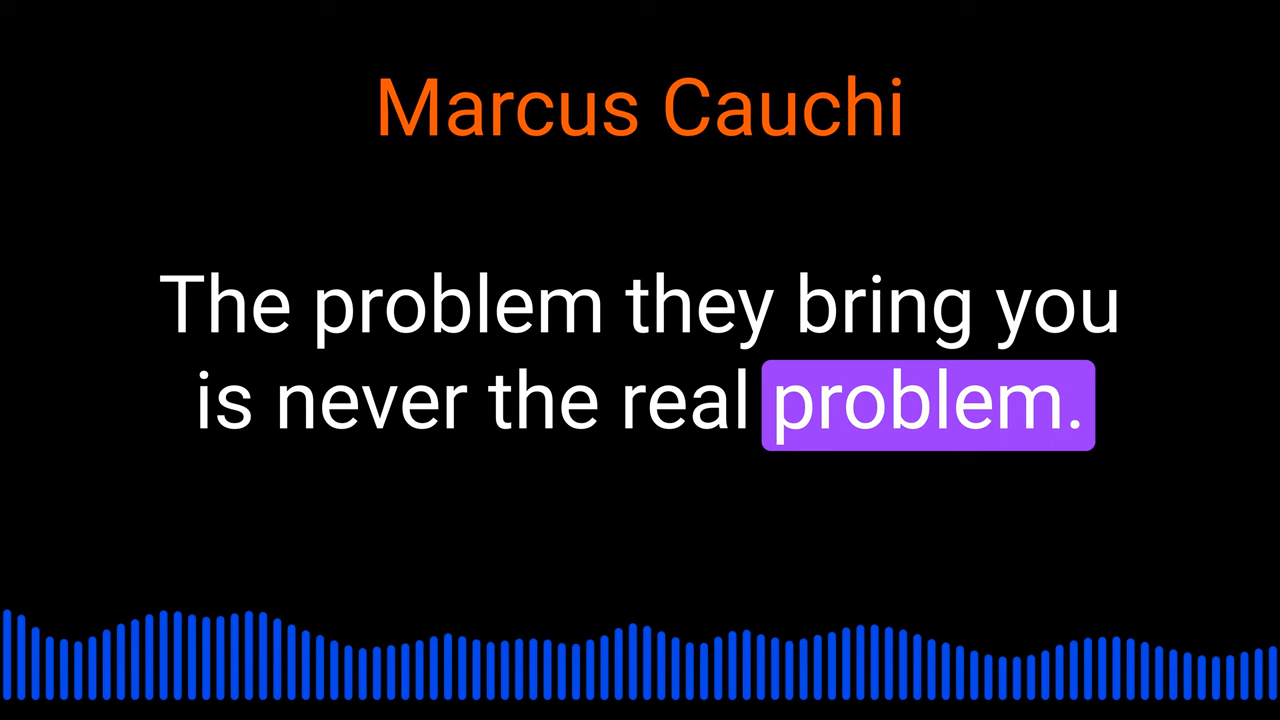 Marcus Cauchi
The problem they bring you
is never the real problem.